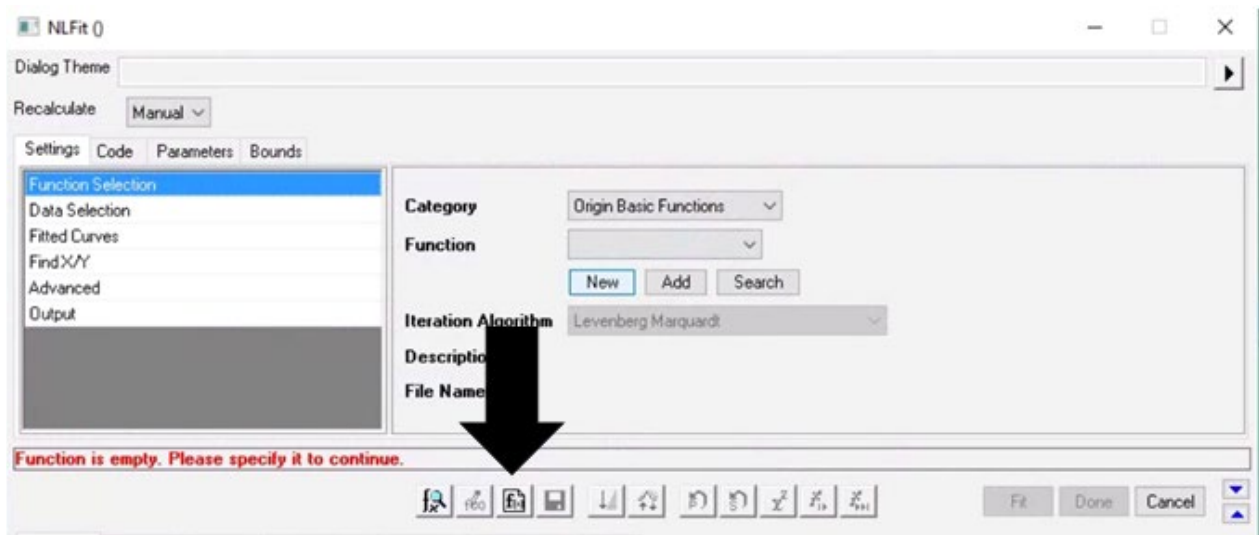 NLFit ()
Dialog Theme
Recalculate Manual
Settings Code Parameters Bounds
Function Selection
Data Selection
Fitted Curves
Find X/Y
Advanced
Output
Category Origin Basic Functions
Function
New Add Search
Iteration Algorithm Levenberg Marquardt
File Name
Function is empty. Please specify it to continue.
Fit Done Cancel